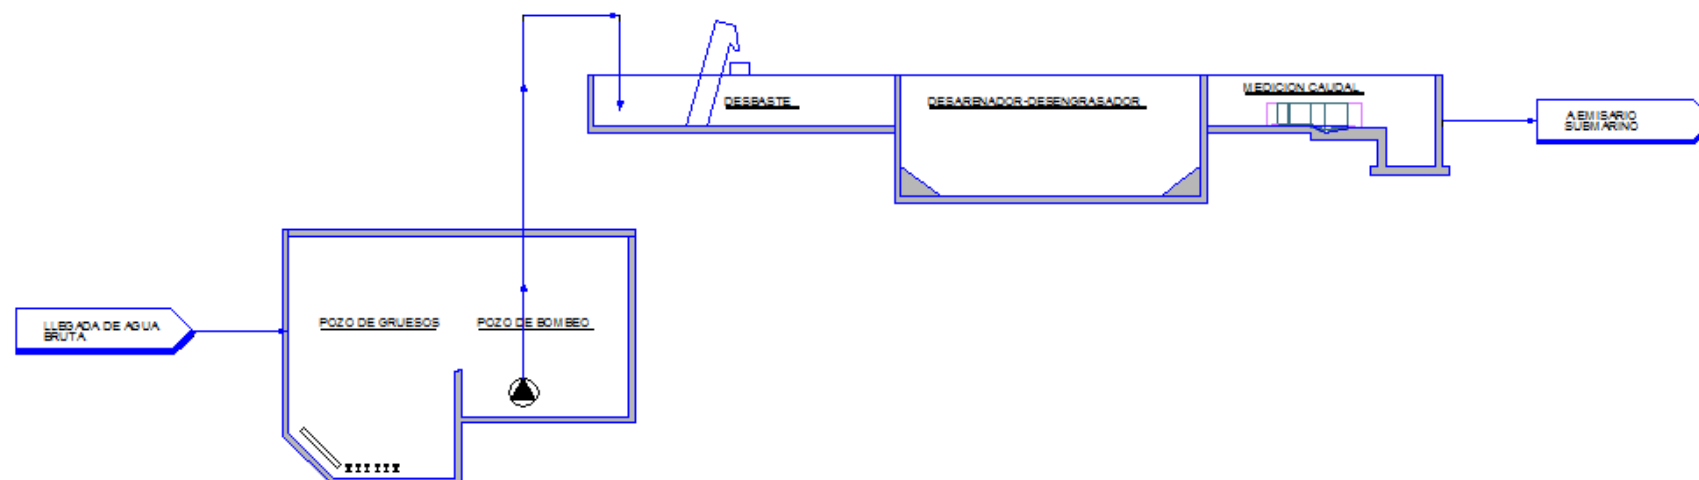 DESBASTE
DESARENADOR-DESENGRASADOR
MEDICION CAUDAL
A EMISARIO
SUBMARINO
LLEGADA DE AGUA
BRUTA
POZO DE GRUESOS
POZO DE BOMBEO